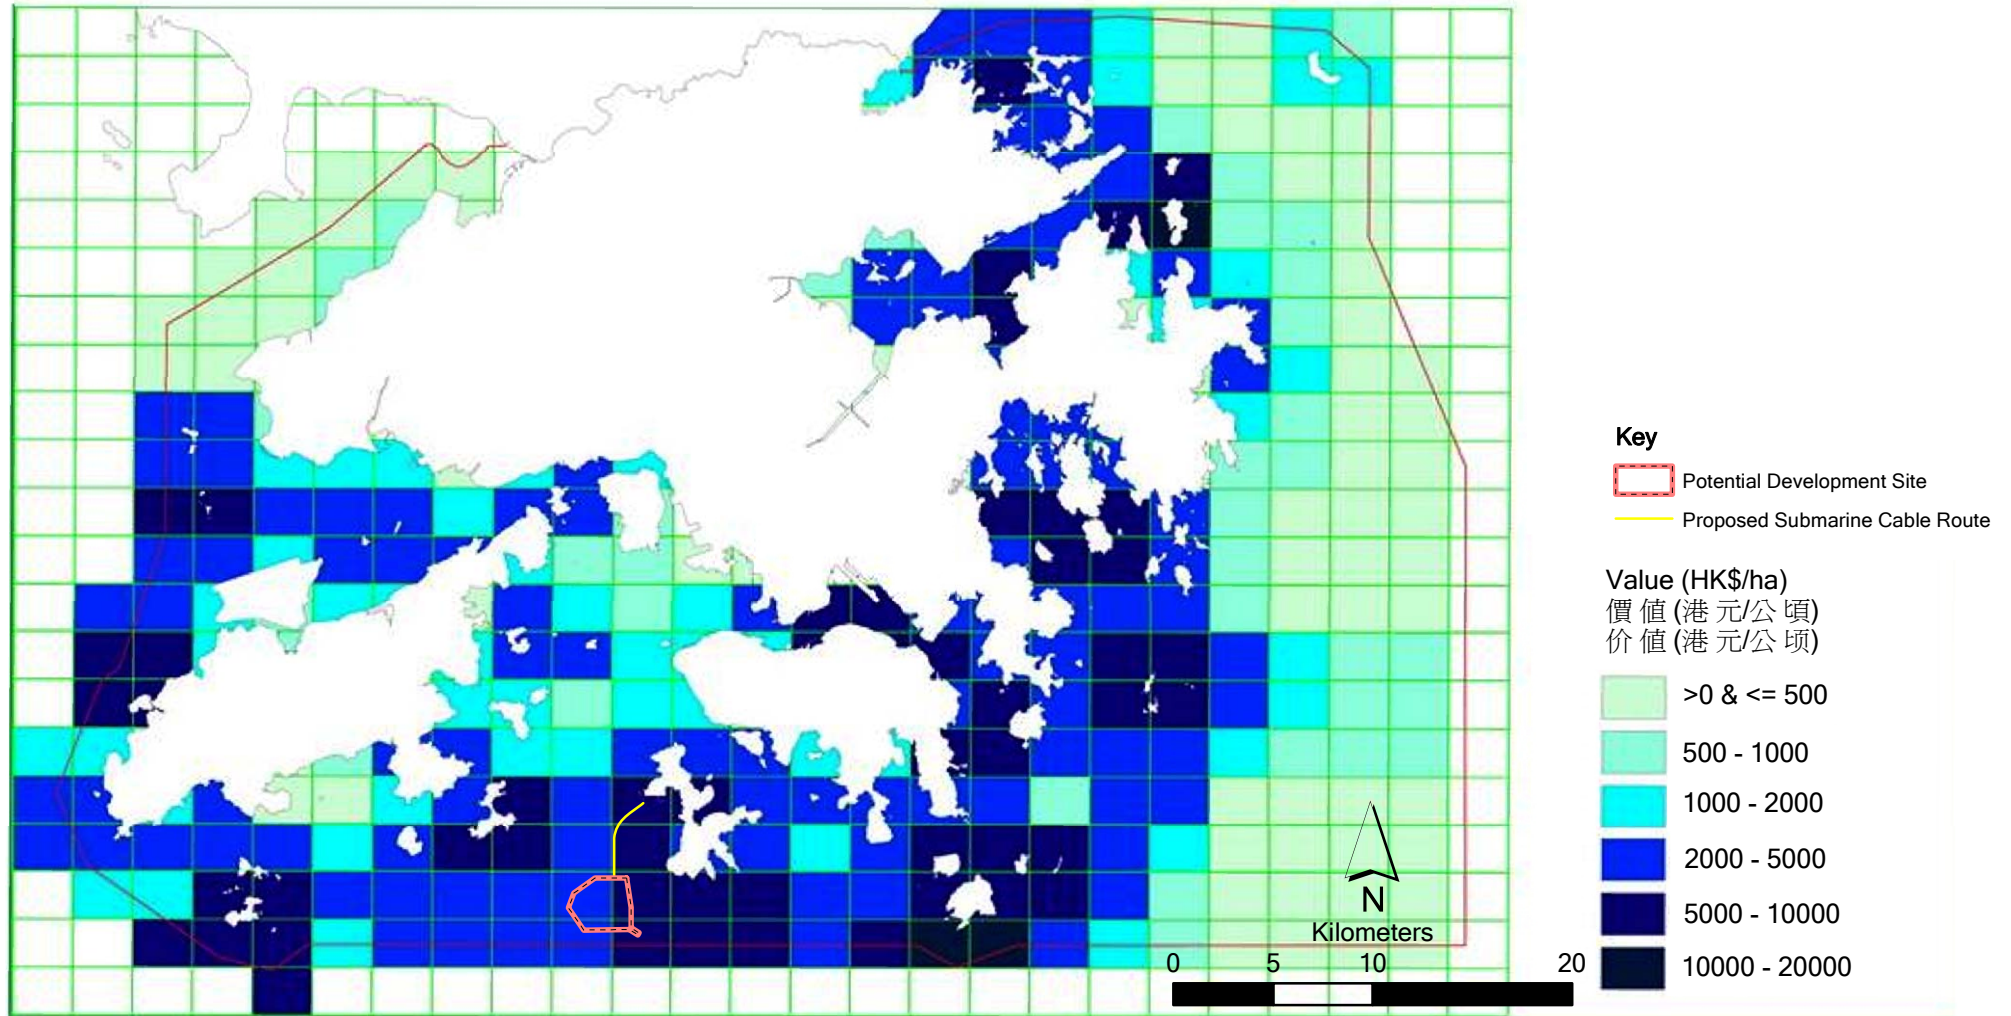 Key
Potential Development Site
Proposed Submarine Cable Route
Value (HK$/ha)
價值(港元/公頃)
价值(港元/公顷)
>0 & <= 500
500 - 1000
1000 - 2000
2000 - 5000
5000 - 10000
10000 - 20000
N
Kilometers
0 5 10 20